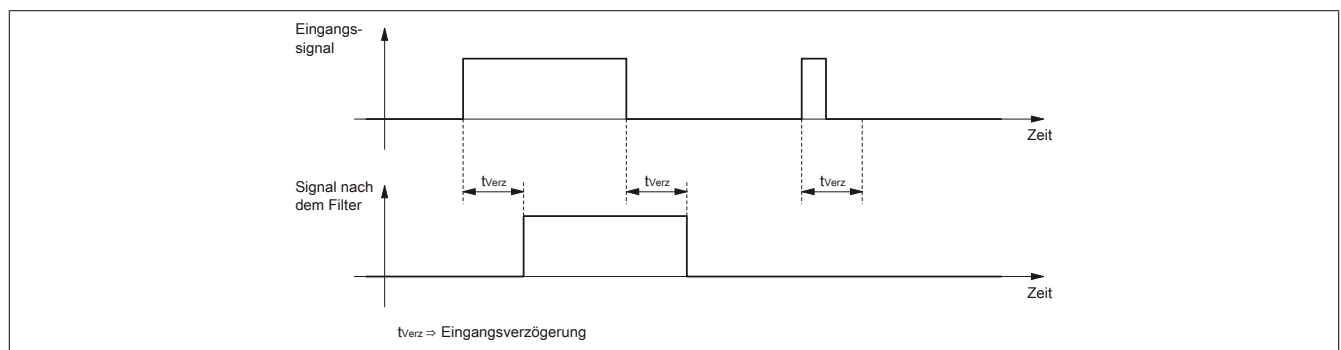 Eingangs-
signal
Zeit
tVerz
tVerz
tVerz
Signal nach
dem Filter
Zeit
tVerz ⇒ Eingangsverzögerung